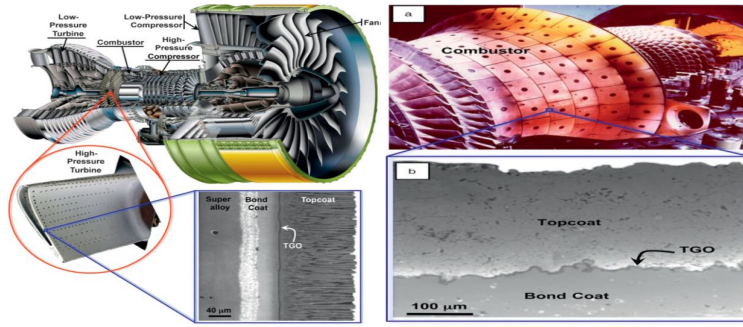 Low-
Pressure
Turbine
Combustor
Low-Pressure
Compressor
High-
Pressure
Compressor
Fan
High-
Pressure
Turbine
Super
alloy
Bond
Coat
Topcoat
TGO
40 μm
a
Combustor
b
Topcoat
TGO
Bond Coat
100 μm